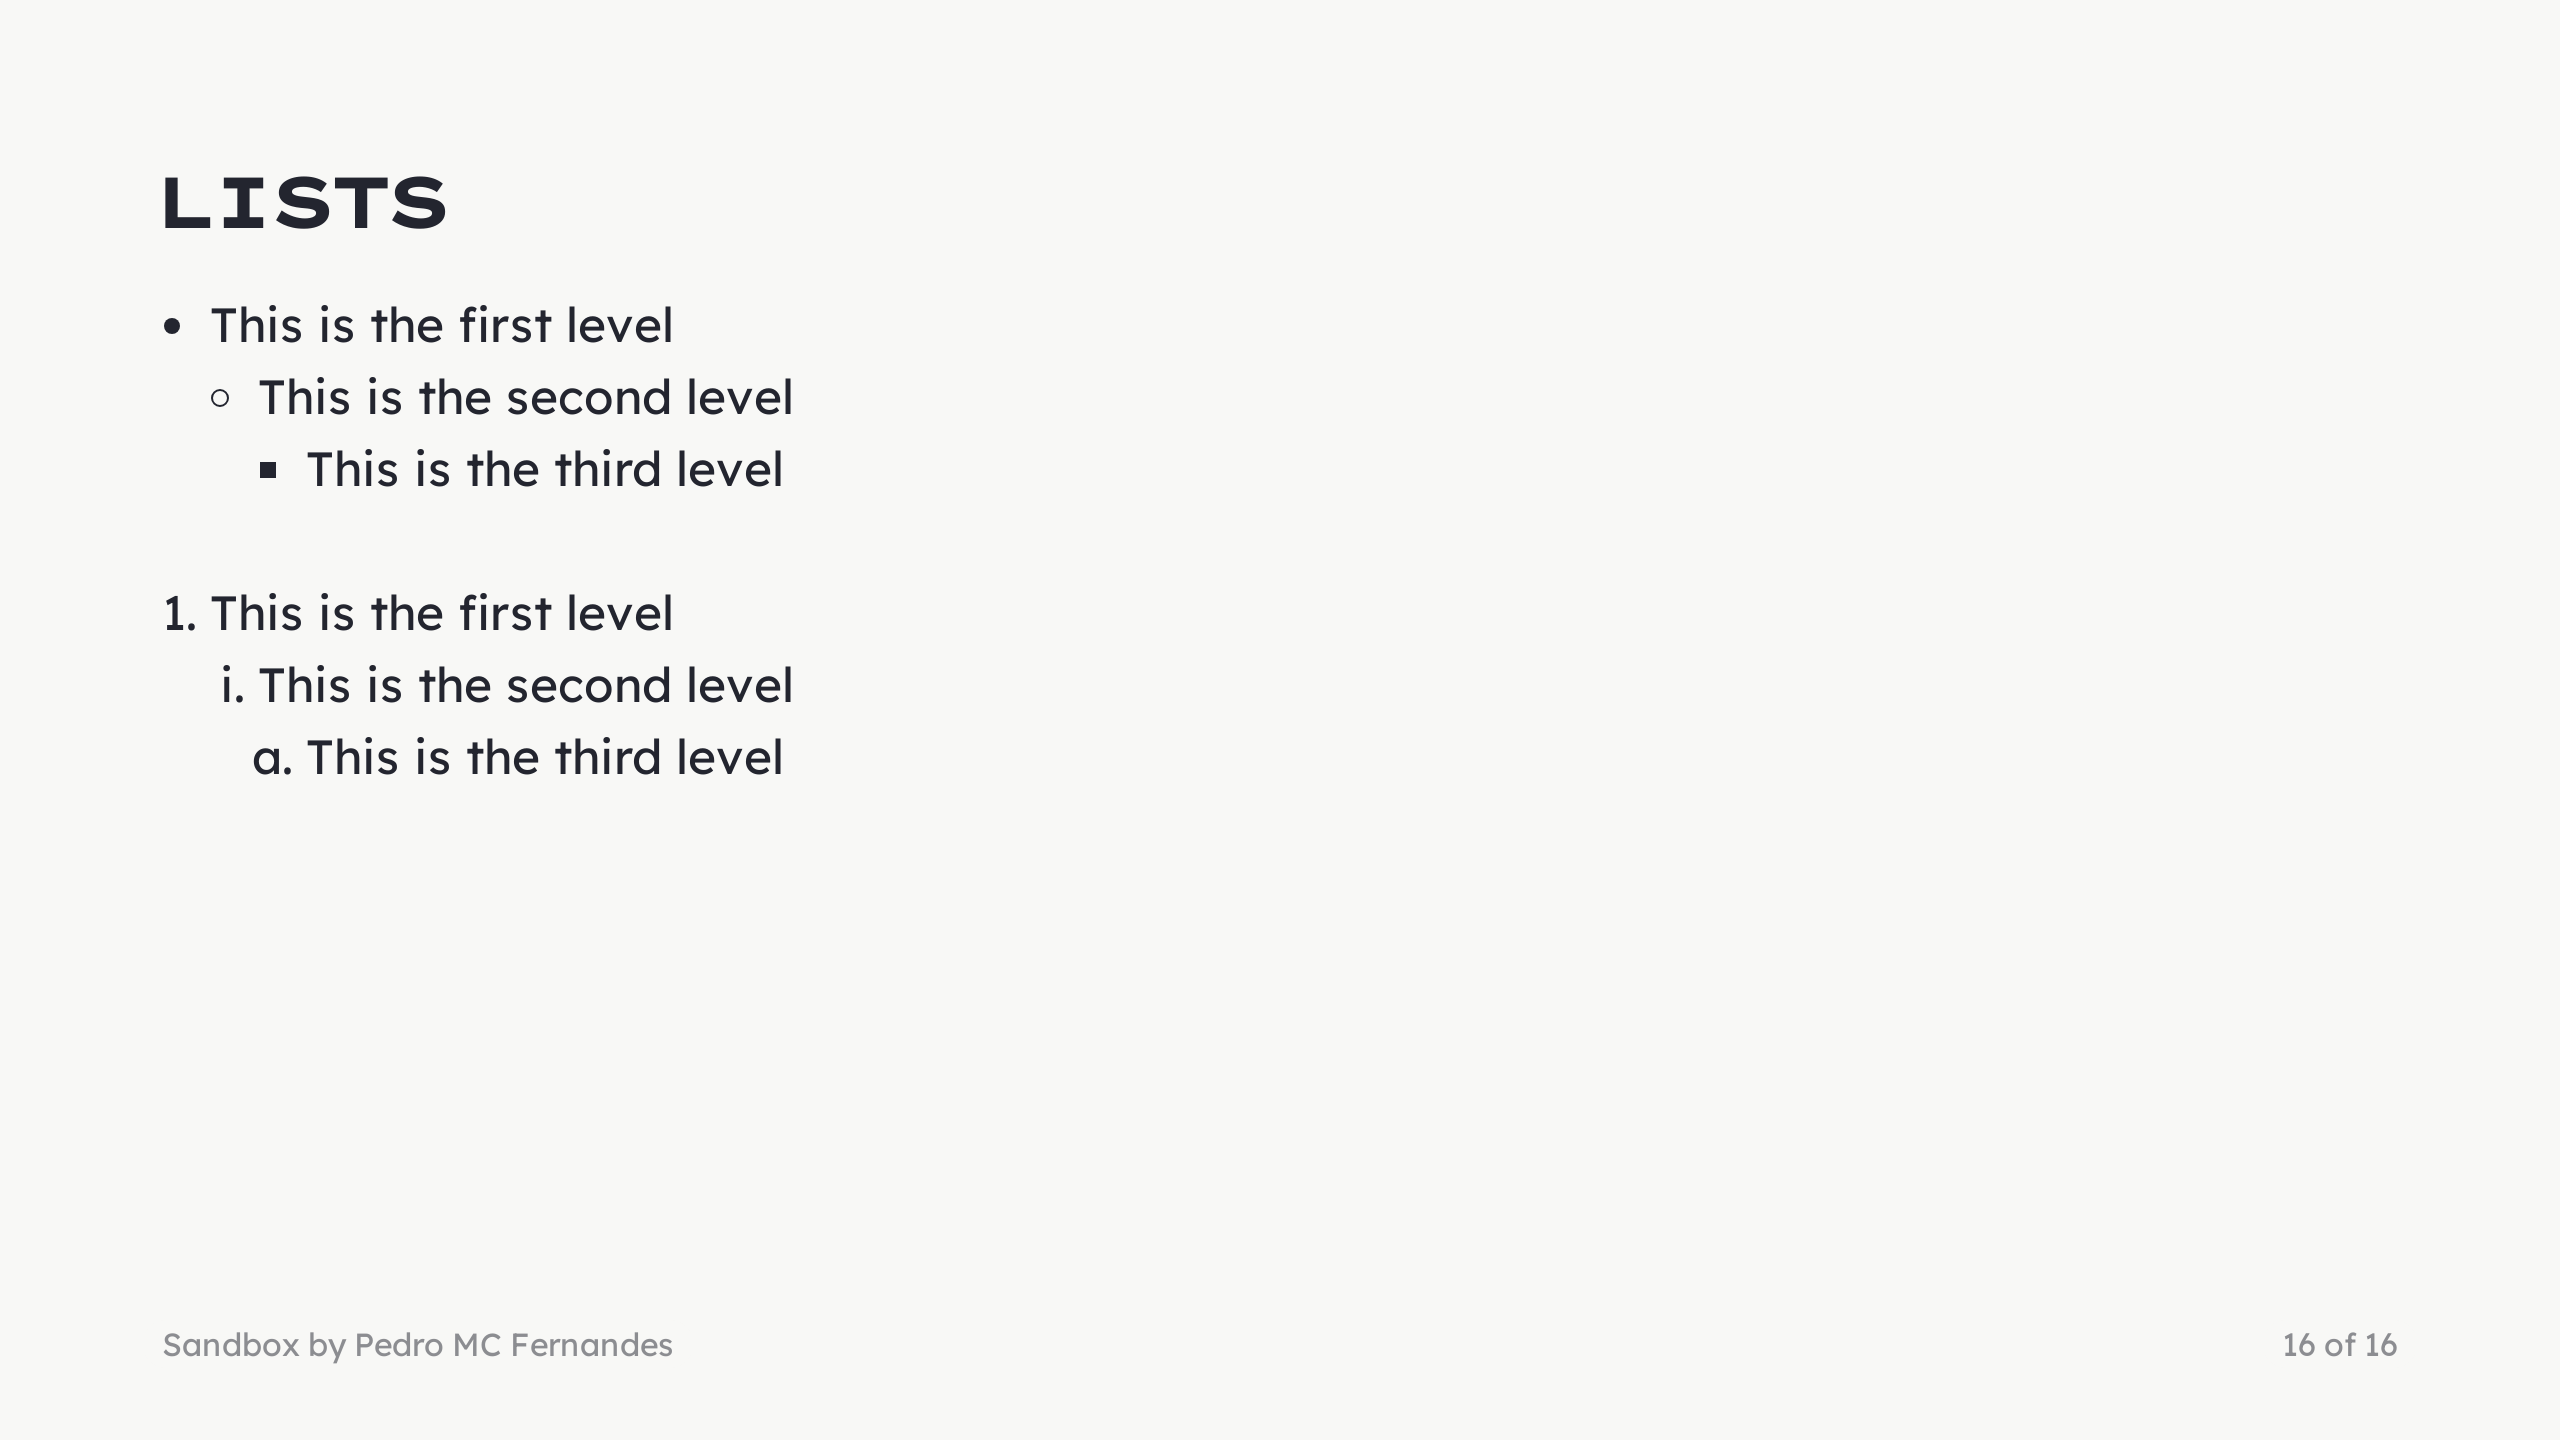 LISTS
• This is the first level
○ This is the second level
▪ This is the third level
1. This is the first level
i. This is the second level
a. This is the third level
Sandbox by Pedro MC Fernandes
16 of 16